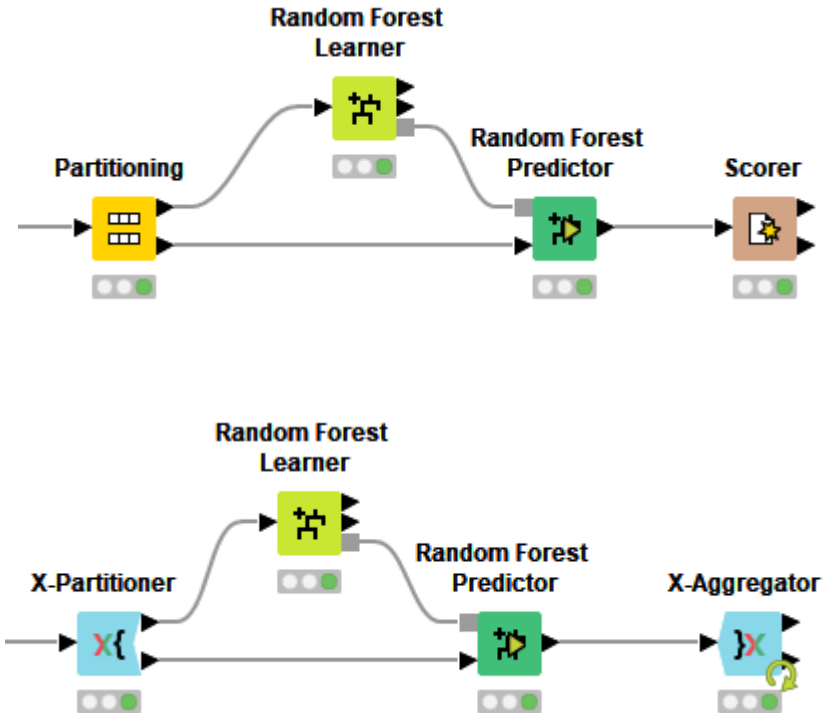 Random Forest
Learner
Partitioning
Random Forest
Predictor
Scorer
Random Forest
Learner
X-Partitioner
Random Forest
Predictor
X-Aggregator
X{
}X